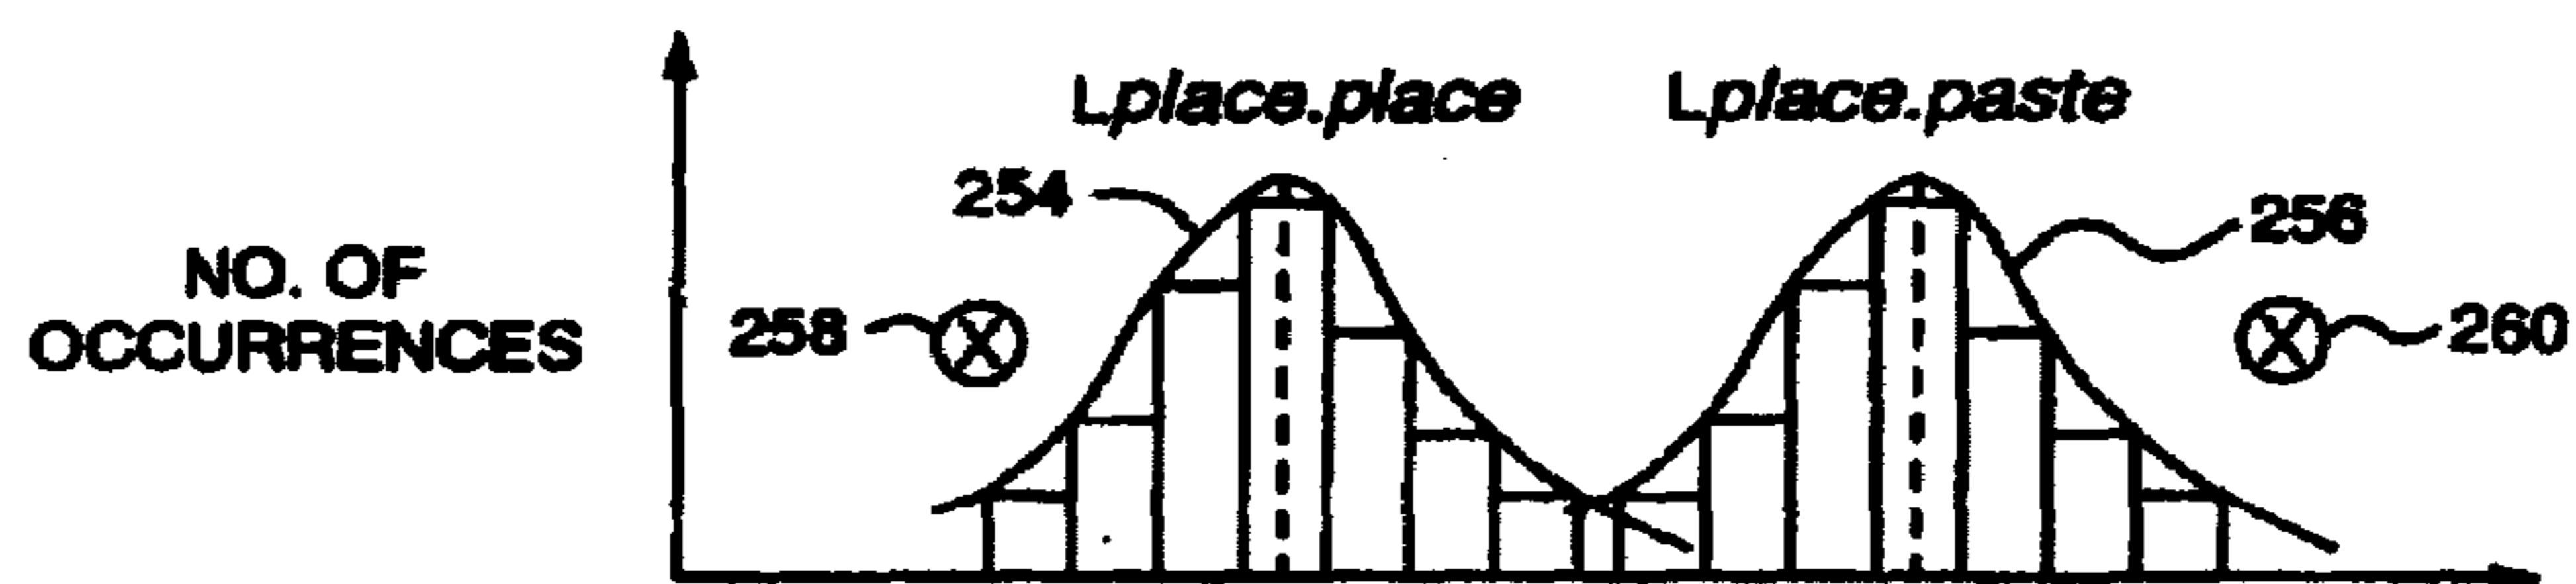 Lplace.place
Lplace.paste
254
256
NO. OF
OCCURRENCES
258
260